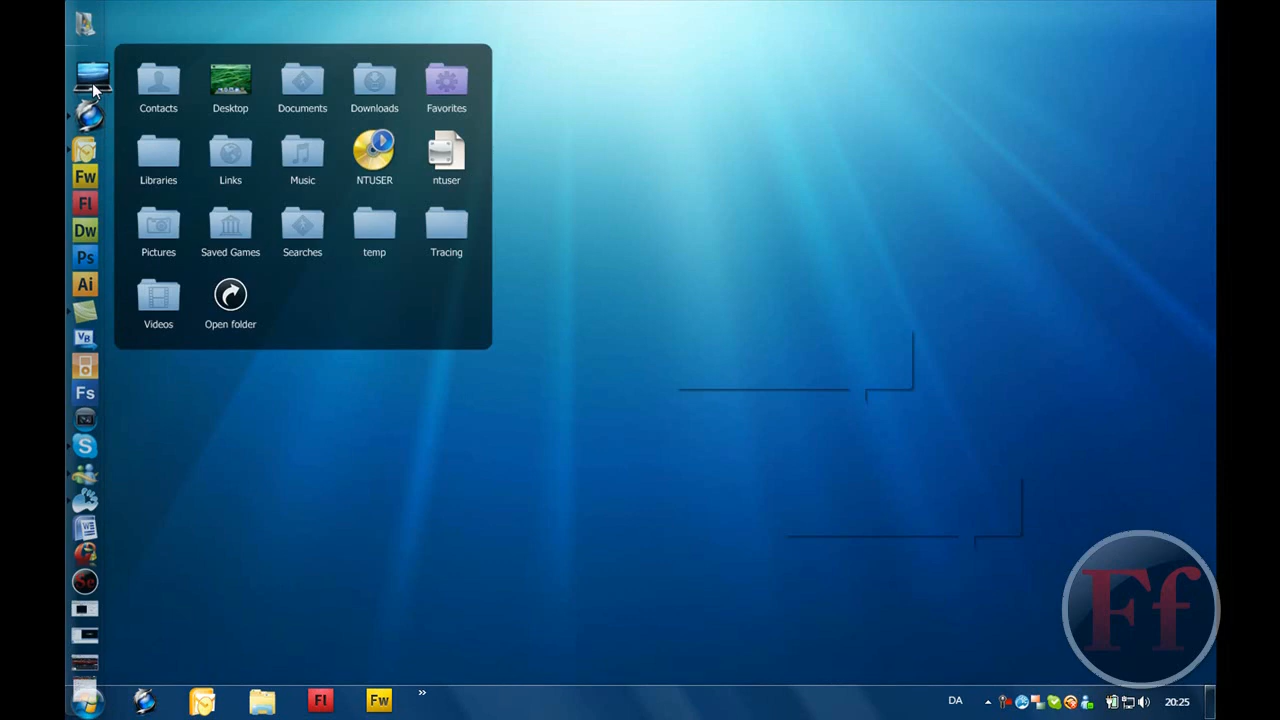 Contacts Desktop Documents Downloads Favorites
Libraries Links Music NTUSER ntuser
Pictures Saved Games Searches temp Tracing
Videos Open folder
Fw
Fl
Dw
Ps
Ai
VB
Fs
S
W
Se
Ff
Fl Fw » DA 20:25